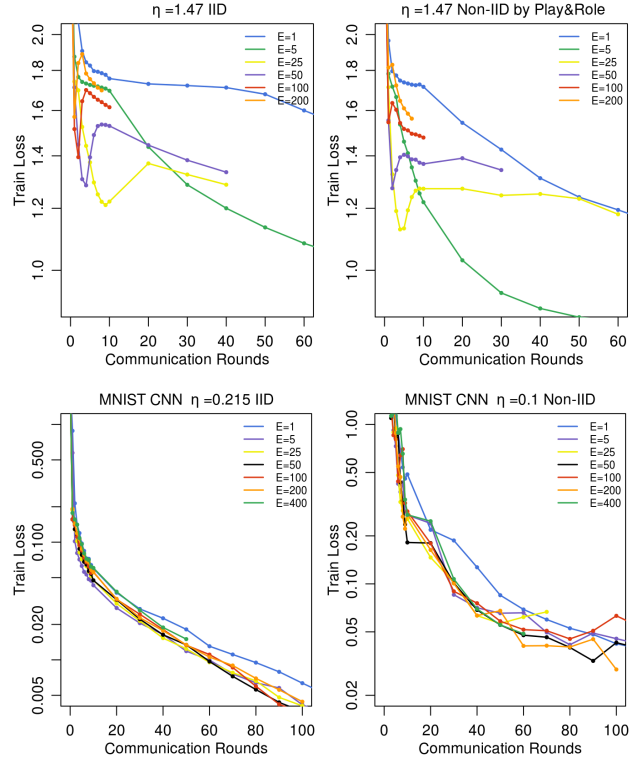 η =1.47 IID
Train Loss
2.0
1.8
1.6
1.4
1.2
1.0
E=1
E=5
E=25
E=50
E=100
E=200
0 10 20 30 40 50 60
Communication Rounds
η =1.47 Non-IID by Play&Role
Train Loss
2.0
1.8
1.6
1.4
1.2
1.0
E=1
E=5
E=25
E=50
E=100
E=200
0 10 20 30 40 50 60
Communication Rounds
MNIST CNN η =0.215 IID
Train Loss
0.500
0.100
0.020
0.005
E=1
E=5
E=25
E=50
E=100
E=200
E=400
0 20 40 60 80 100
Communication Rounds
MNIST CNN η =0.1 Non-IID
Train Loss
1.00
0.50
0.20
0.10
0.05
0.02
E=1
E=5
E=25
E=50
E=100
E=200
E=400
0 20 40 60 80 100
Communication Rounds